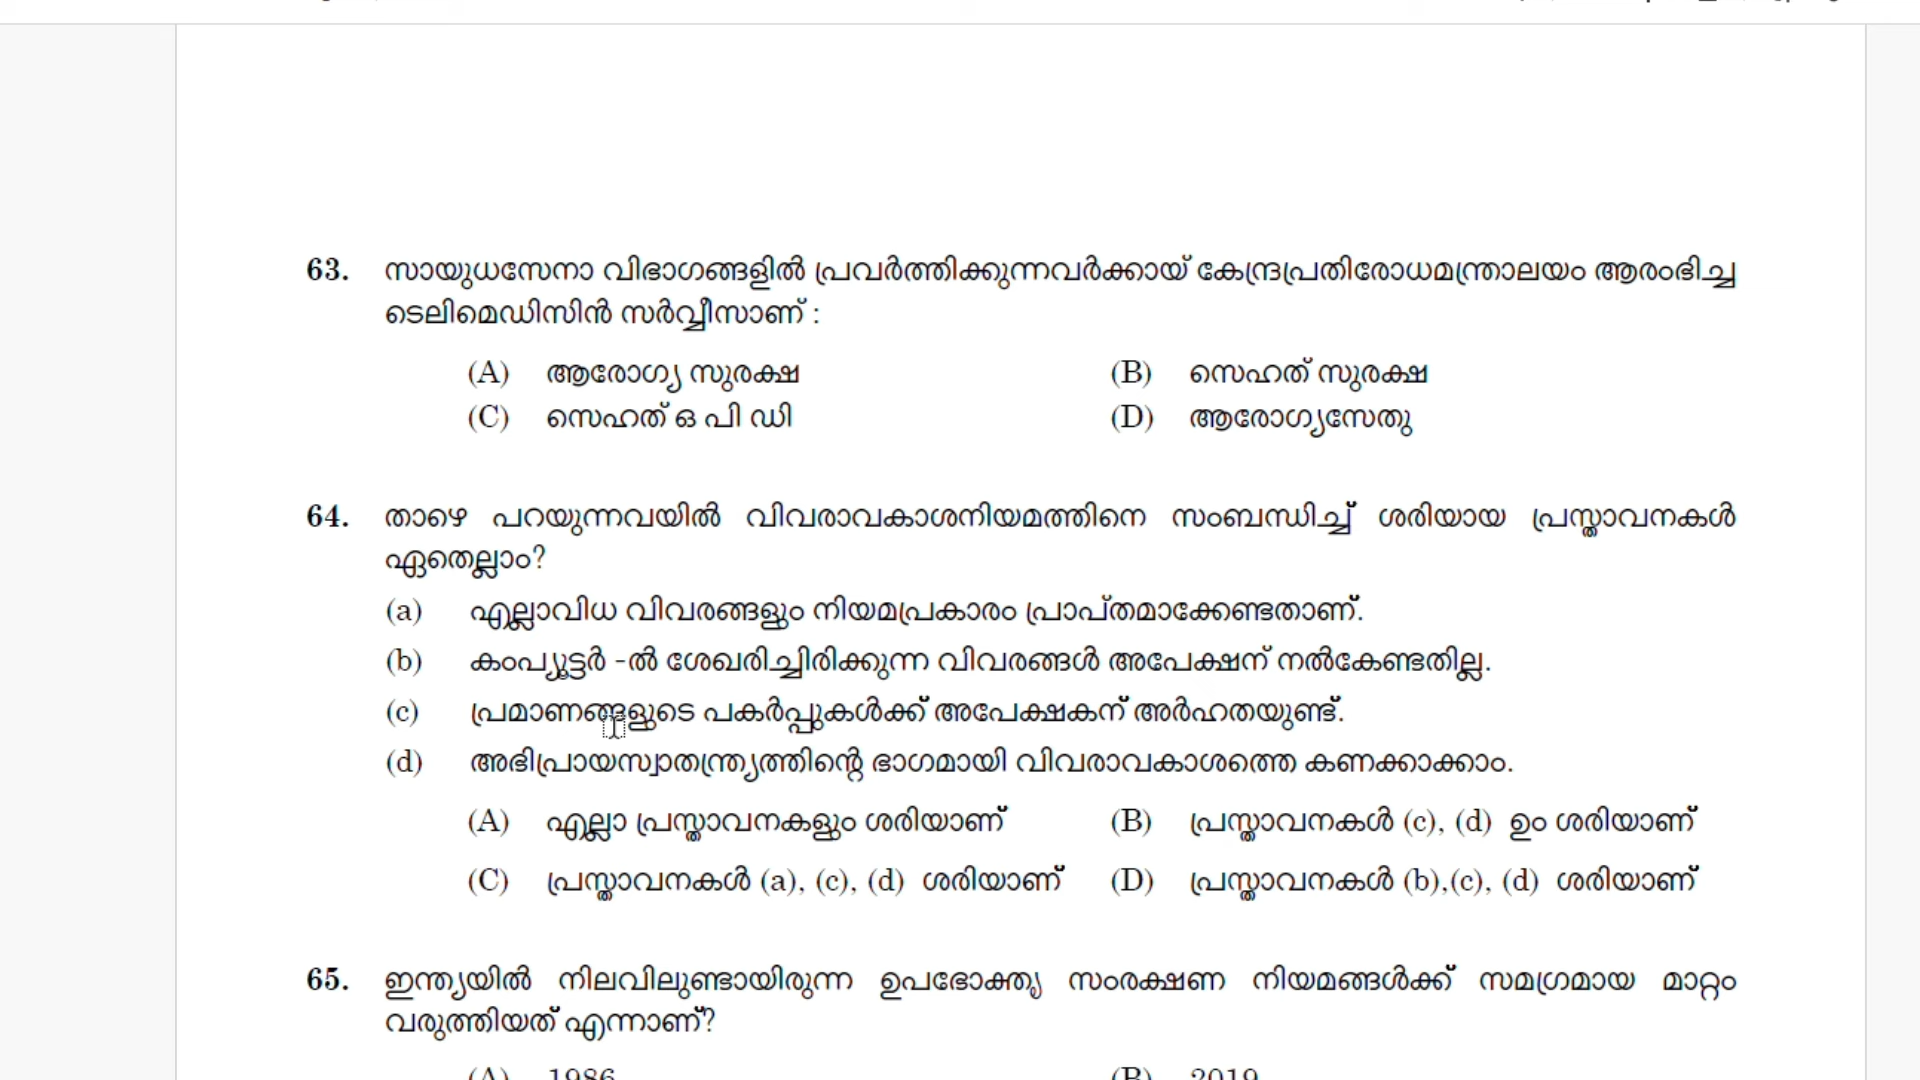 63. സായുധസേനാ വിഭാഗങ്ങളിൽ പ്രവർത്തിക്കുന്നവർക്കായ് കേന്ദ്രപ്രതിരോധമന്ത്രാലയം ആരംഭിച്ച
ടെലിമെഡിസിൻ സർവ്വീസാണ് :
(A) ആരോഗ്യ സുരക്ഷ (B) സെഹത് സുരക്ഷ
(C) സെഹത് ഒ പി ഡി (D) ആരോഗ്യസേതു
64. താഴെ പറയുന്നവയിൽ വിവരാവകാശനിയമത്തിനെ സംബന്ധിച്ച് ശരിയായ പ്രസ്താവനകൾ
ഏതെല്ലാം?
(a) എല്ലാവിധ വിവരങ്ങളും നിയമപ്രകാരം പ്രാപ്തമാക്കേണ്ടതാണ്.
(b) കംപ്യൂട്ടർ -ൽ ശേഖരിച്ചിരിക്കുന്ന വിവരങ്ങൾ അപേക്ഷന് നൽകേണ്ടതില്ല.
(c) പ്രമാണങ്ങളുടെ പകർപ്പുകൾക്ക് അപേക്ഷകന് അർഹതയുണ്ട്.
(d) അഭിപ്രായസ്വാതന്ത്ര്യത്തിന്റെ ഭാഗമായി വിവരാവകാശത്തെ കണക്കാക്കാം.
(A) എല്ലാ പ്രസ്താവനകളും ശരിയാണ് (B) പ്രസ്താവനകൾ (c), (d) ഉം ശരിയാണ്
(C) പ്രസ്താവനകൾ (a), (c), (d) ശരിയാണ് (D) പ്രസ്താവനകൾ (b),(c), (d) ശരിയാണ്
65. ഇന്ത്യയിൽ നിലവിലുണ്ടായിരുന്ന ഉപഭോക്തൃ സംരക്ഷണ നിയമങ്ങൾക്ക് സമഗ്രമായ മാറ്റം
വരുത്തിയത് എന്നാണ്?
(A) 1986 (B) 2019